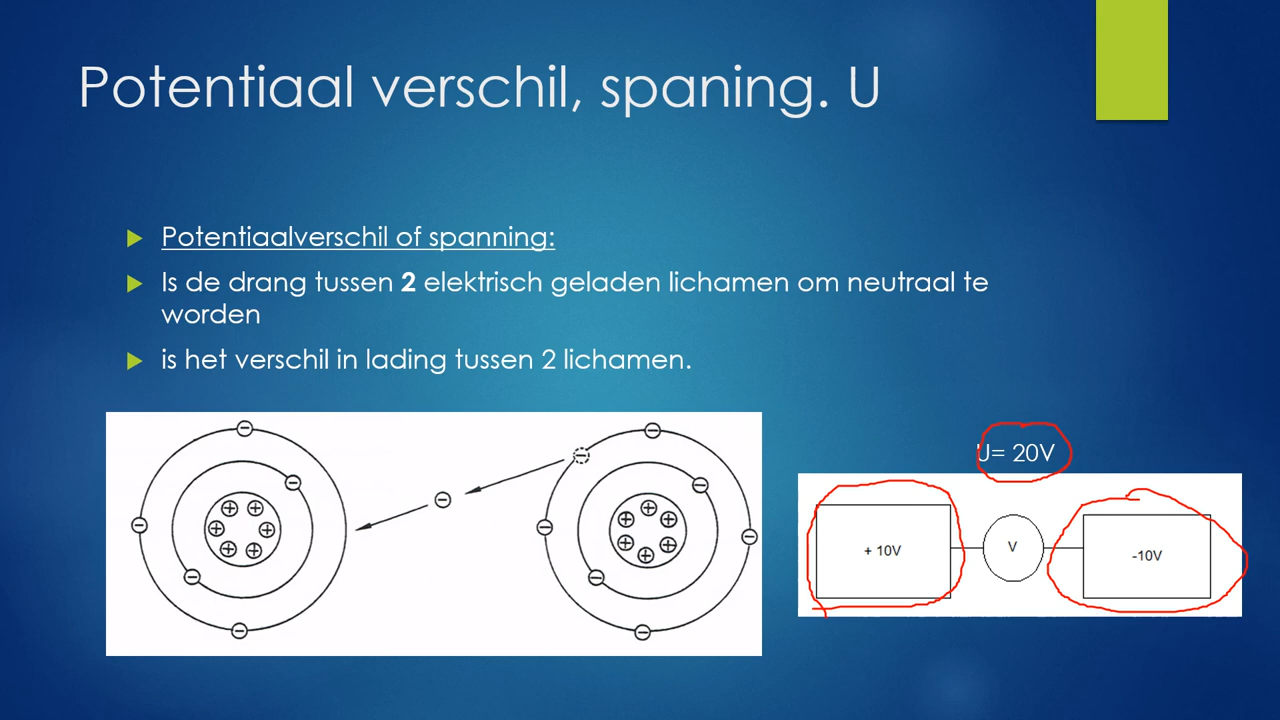 Potentiaal verschil, spaning. U
Potentiaalverschil of spanning:
Is de drang tussen 2 elektrisch geladen lichamen om neutraal te
worden
is het verschil in lading tussen 2 lichamen.
U= 20V
+ 10V
V
-10V